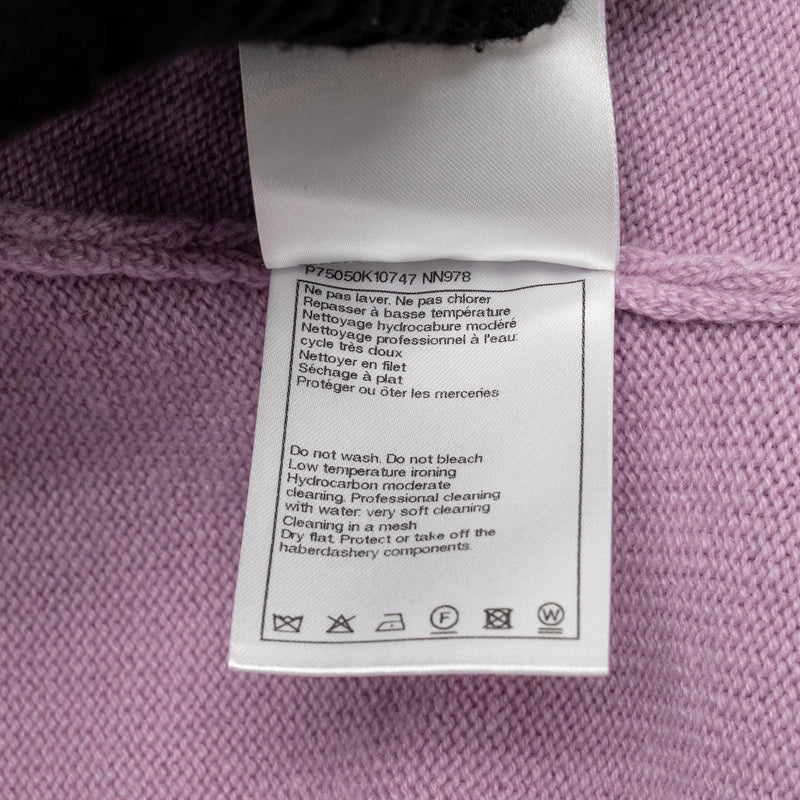 P75050K10747 NN978
Ne pas laver. Ne pas chlorer
Repasser à basse température
Nettoyage hydrocabure modéré
Nettoyage professionnel à l'eau:
cycle très doux
Nettoyer en filet
Séchage à plat
Protéger ou ôter les merceries
Do not wash. Do not bleach
Low temperature ironing
Hydrocarbon moderate
cleaning. Professional cleaning
with water: very soft cleaning
Cleaning in a mesh
Dry flat. Protect or take off the
haberdashery components.
F W